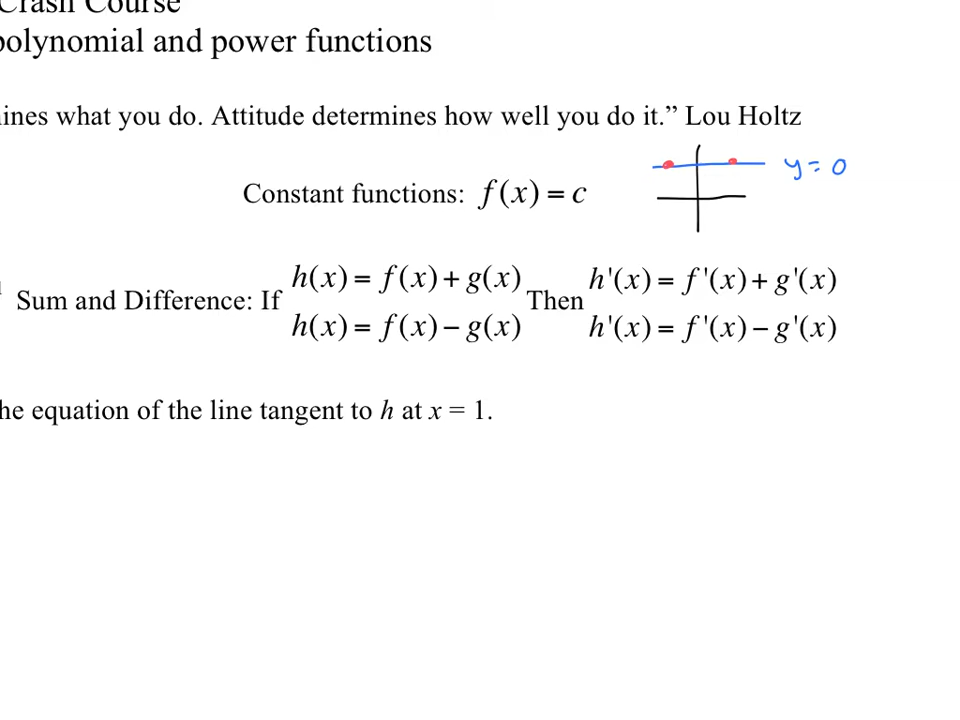 Crash Course
polynomial and power functions
ines what you do. Attitude determines how well you do it.” Lou Holtz
y = 0
Constant functions: f(x) = c
Sum and Difference: If h(x) = f(x) + g(x) Then h'(x) = f'(x) + g'(x)
h(x) = f(x) − g(x) h'(x) = f'(x) − g'(x)
he equation of the line tangent to h at x = 1.